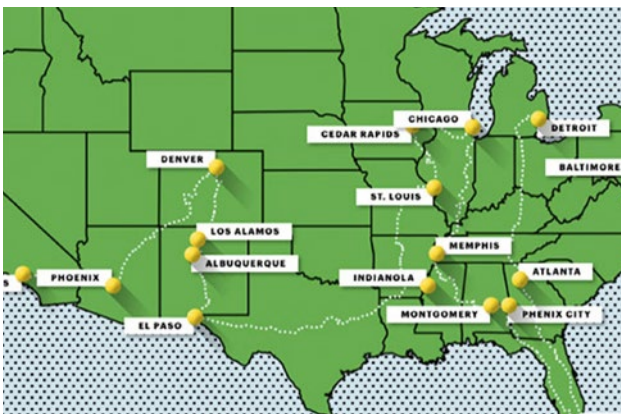 CHICAGO
CEDAR RAPIDS
DETROIT
DENVER
BALTIMORE
ST. LOUIS
LOS ALAMOS
MEMPHIS
ALBUQUERQUE
S
PHOENIX
INDIANOLA
ATLANTA
MONTGOMERY
PHENIX CITY
EL PASO